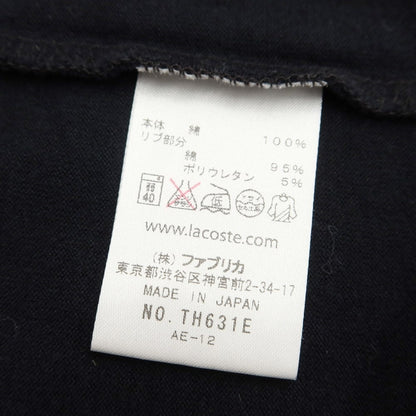 本体 綿 100%
リブ部分
綿 95%
ポリウレタン 5%
40
低
www.lacoste.com
(株) ファブリカ
東京都渋谷区神宮前2-34-17
MADE IN JAPAN
NO. TH631E
AE-12